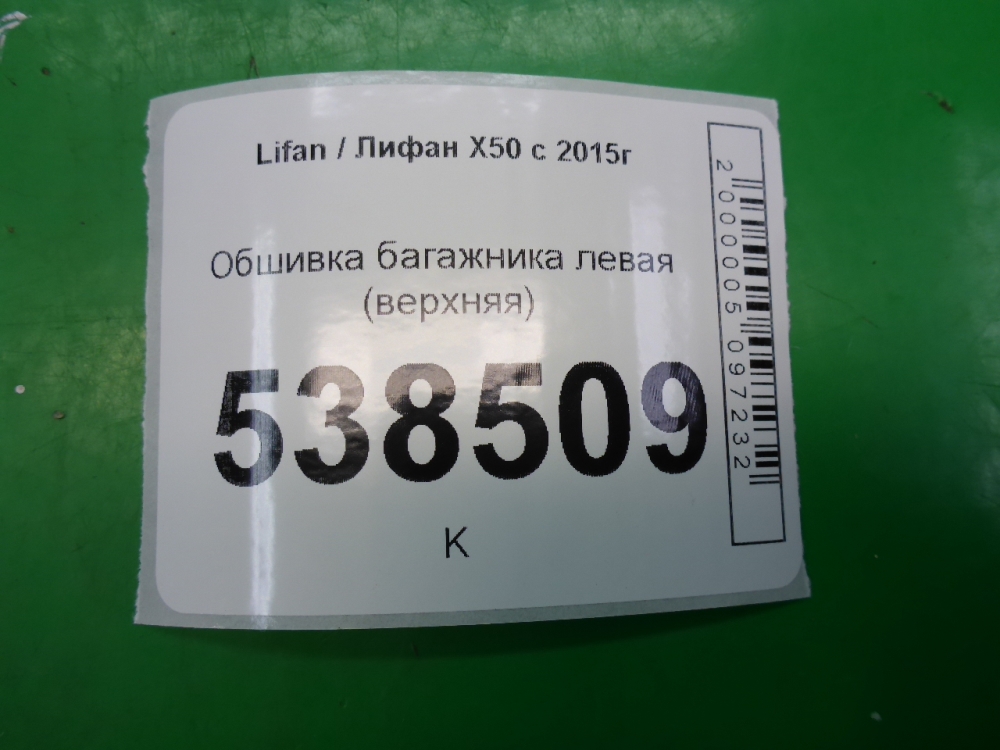 Lifan / Лифан X50 с 2015г
Обшивка багажника левая
(верхняя)
538509
К
2000005097232